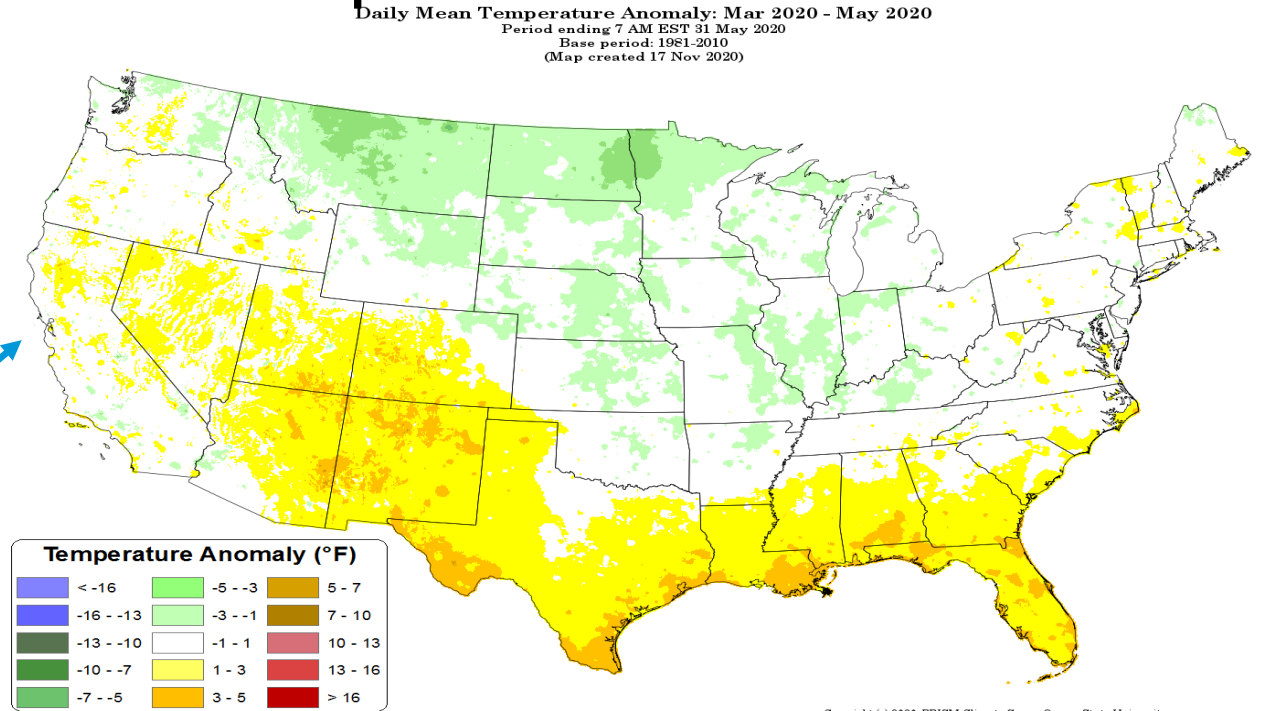 Daily Mean Temperature Anomaly: Mar 2020 - May 2020
Period ending 7 AM EST 31 May 2020
Base period: 1981-2010
(Map created 17 Nov 2020)
Temperature Anomaly (°F)
< -16
-16 - -13
-13 - -10
-10 - -7
-7 - -5
-5 - -3
-3 - -1
-1 - 1
1 - 3
3 - 5
5 - 7
7 - 10
10 - 13
13 - 16
> 16